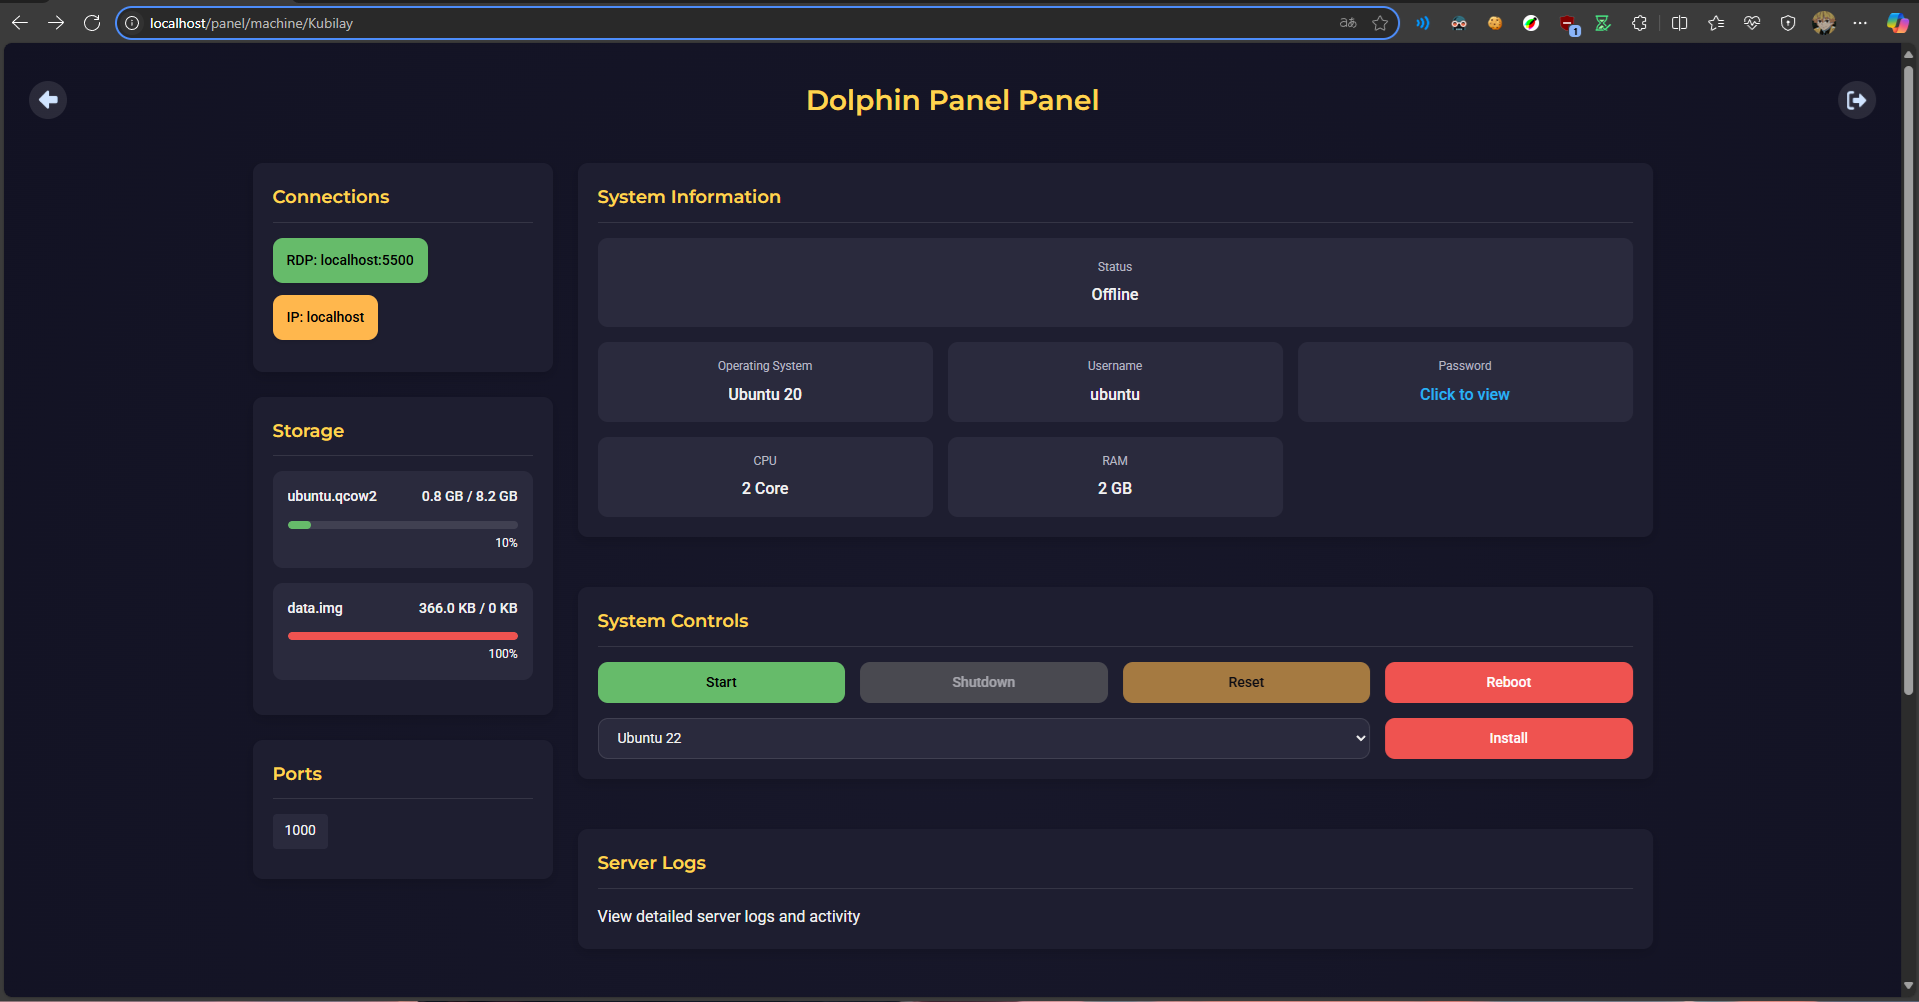 localhost/panel/machine/Kubilay
aあ
1
Dolphin Panel Panel
Connections
RDP: localhost:5500
IP: localhost
Storage
ubuntu.qcow2 0.8 GB / 8.2 GB
10%
data.img 366.0 KB / 0 KB
100%
Ports
1000
System Information
Status
Offline
Operating System
Ubuntu 20
Username
ubuntu
Password
Click to view
CPU
2 Core
RAM
2 GB
System Controls
Start Shutdown Reset Reboot
Ubuntu 22 Install
Server Logs
View detailed server logs and activity